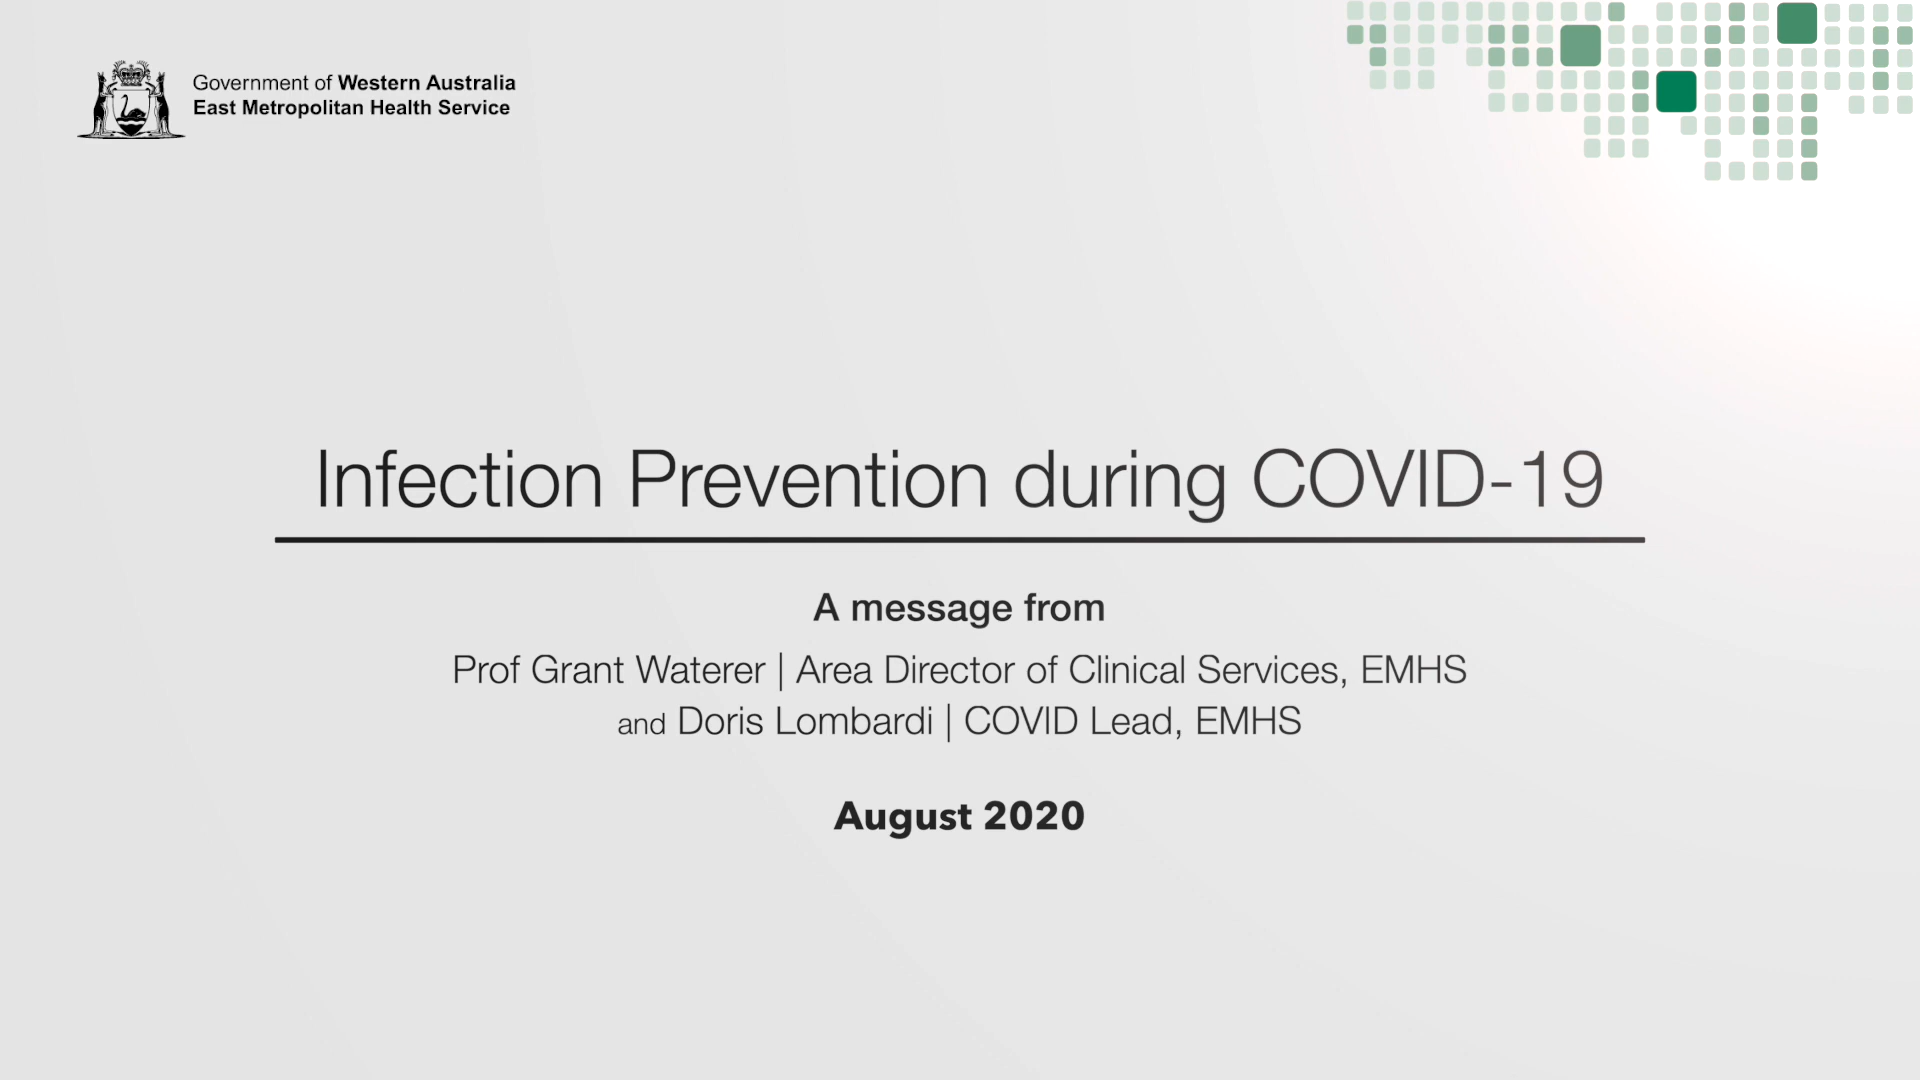 Government of Western Australia
East Metropolitan Health Service
Infection Prevention during COVID-19
A message from
Prof Grant Waterer | Area Director of Clinical Services, EMHS
and Doris Lombardi | COVID Lead, EMHS
August 2020